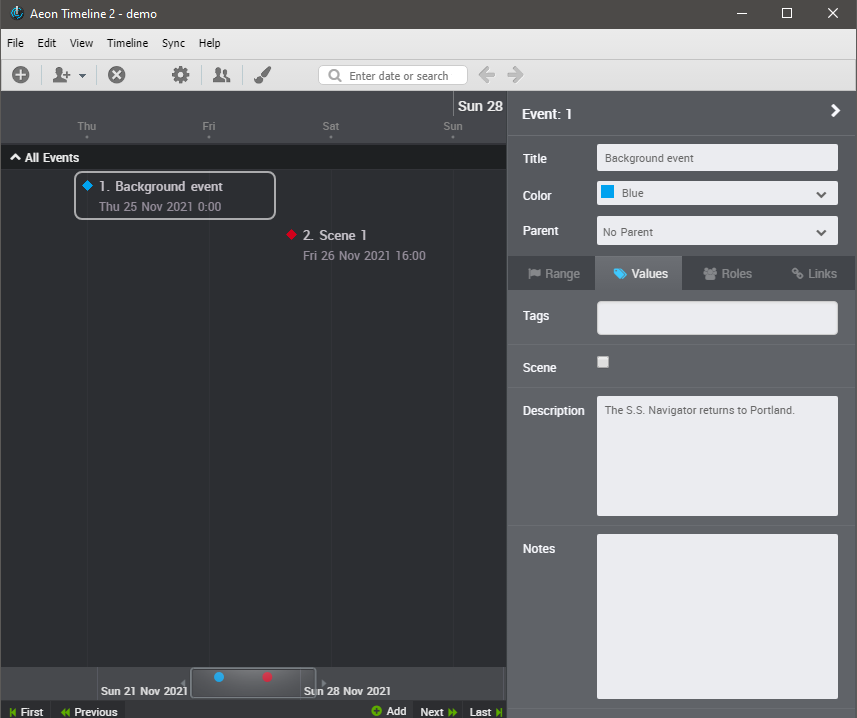 Aeon Timeline 2 - demo
File Edit View Timeline Sync Help
Enter date or search
Sun 28
Thu Fri Sat Sun
All Events
1. Background event
Thu 25 Nov 2021 0:00
2. Scene 1
Fri 26 Nov 2021 16:00
Sun 21 Nov 2021 Sun 28 Nov 2021
First Previous Add Next Last
Event: 1
Title Background event
Color Blue
Parent No Parent
Range Values Roles Links
Tags
Scene
Description The S.S. Navigator returns to Portland.
Notes